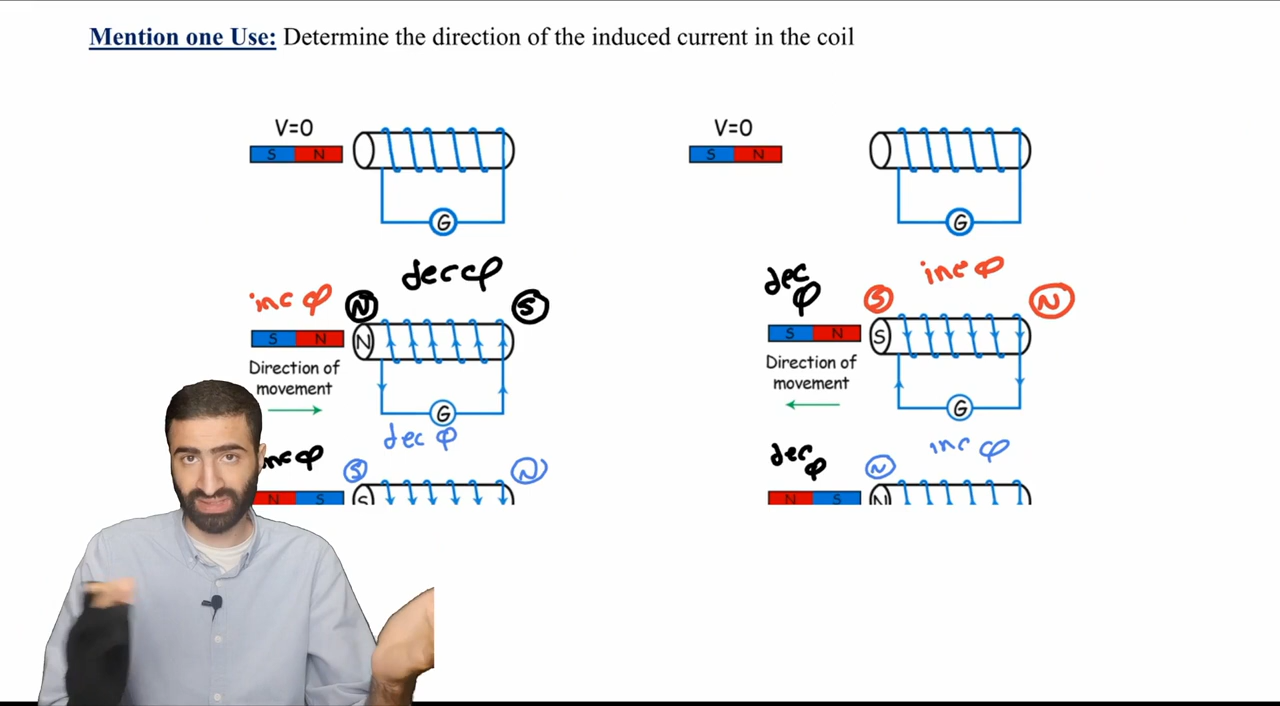 Mention one Use: Determine the direction of the induced current in the coil
V=0
S N
G
V=0
S N
G
inc φ
dec φ
N
S
S N
N
Direction of
movement
G
dec φ
inc φ
S
N
S N
S
Direction of
movement
G
inc φ
dec φ
S
N
N S
S
dec φ
inc φ
N
N S
N